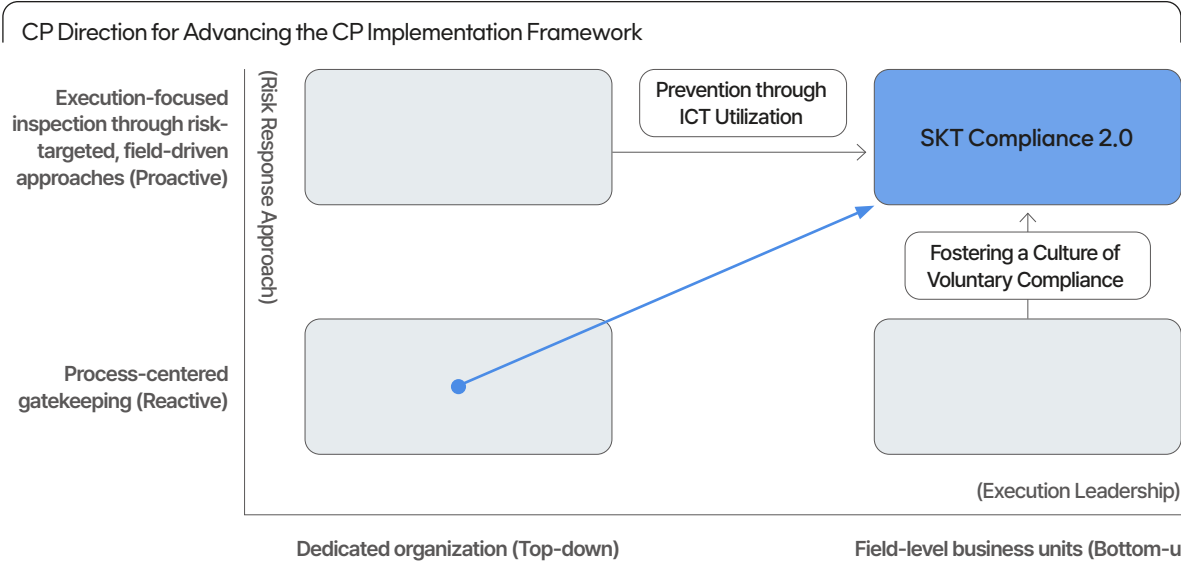 CP Direction for Advancing the CP Implementation Framework
Execution-focused
inspection through risk-
targeted, field-driven
approaches (Proactive)
(Risk Response Approach)
Prevention through
ICT Utilization
SKT Compliance 2.0
Fostering a Culture of
Voluntary Compliance
Process-centered
gatekeeping (Reactive)
(Execution Leadership)
Dedicated organization (Top-down)
Field-level business units (Bottom-u